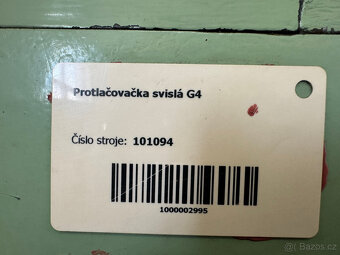 Protlačovačka svislá G4
Číslo stroje: 101094
1000002995
© Bazos.cz